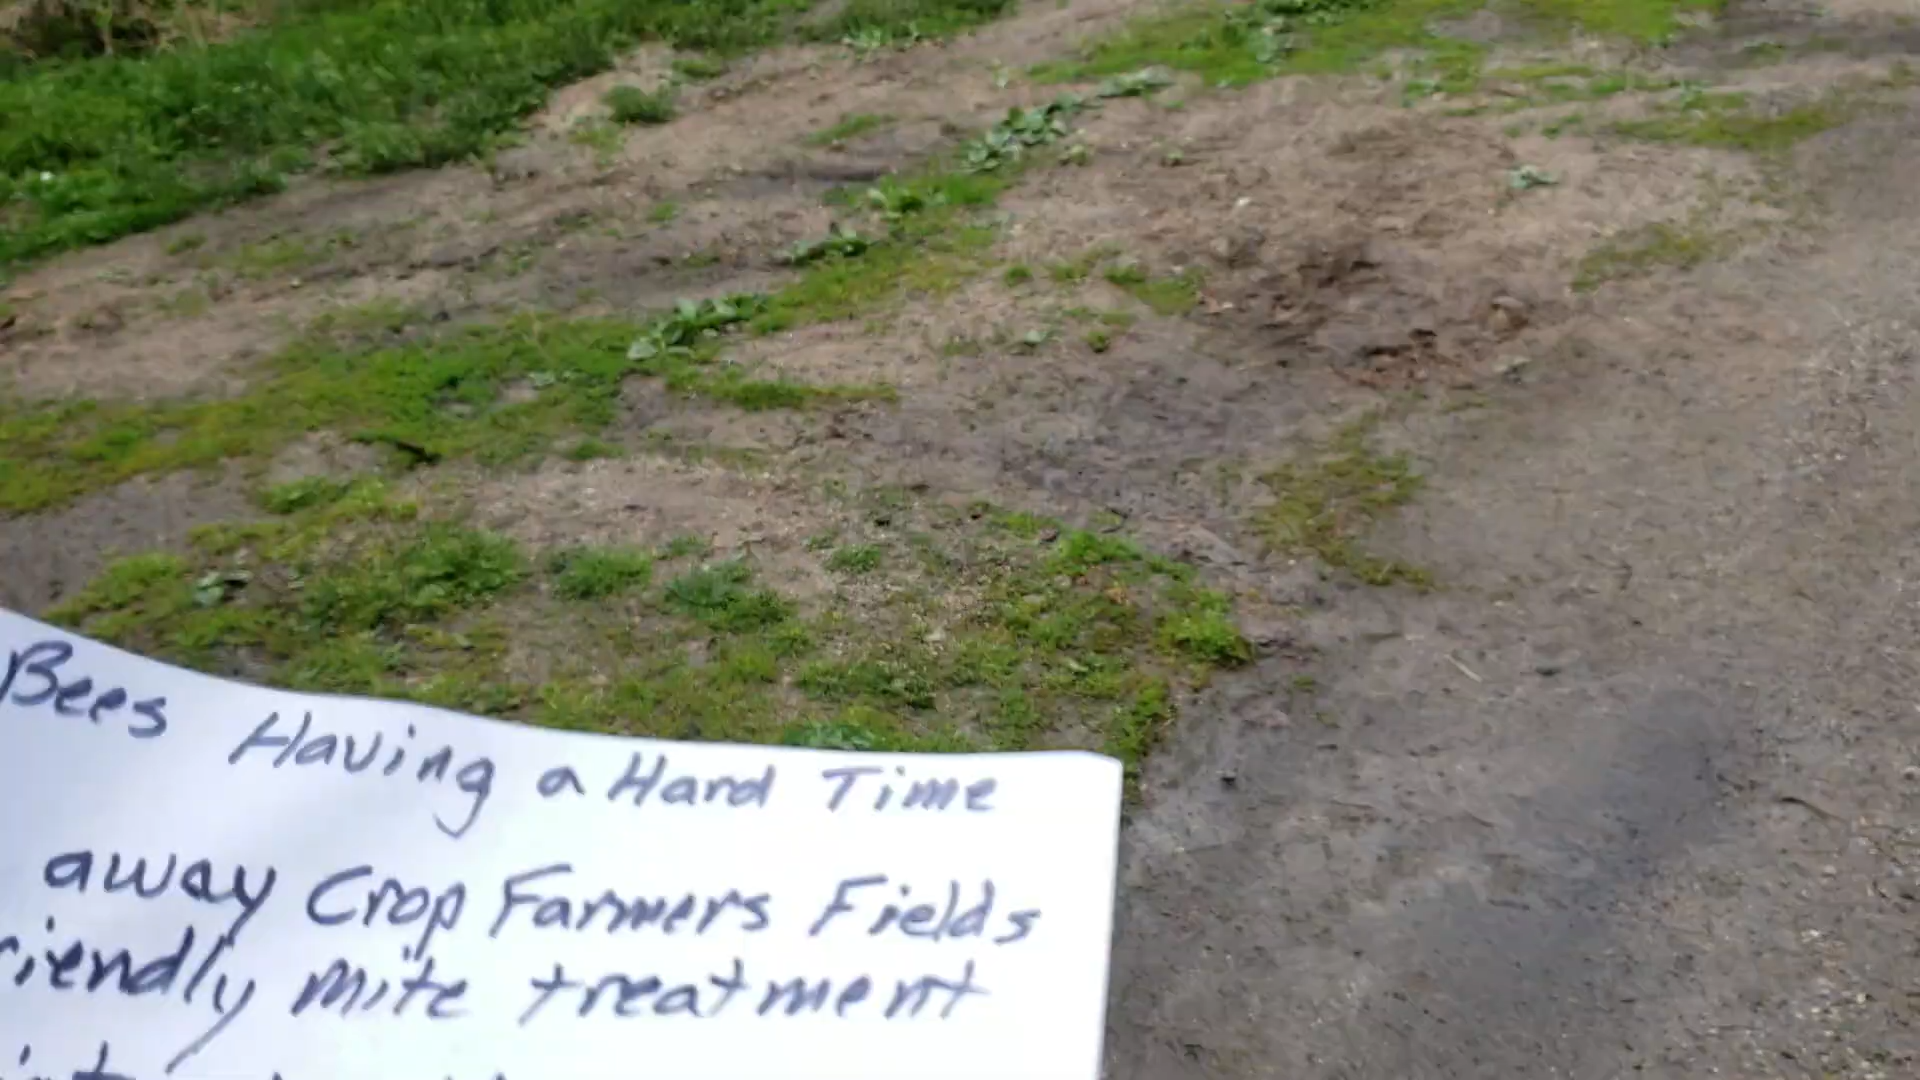 Bees Having a Hard Time
away Crop Farmers Fields
riendly mite treatment